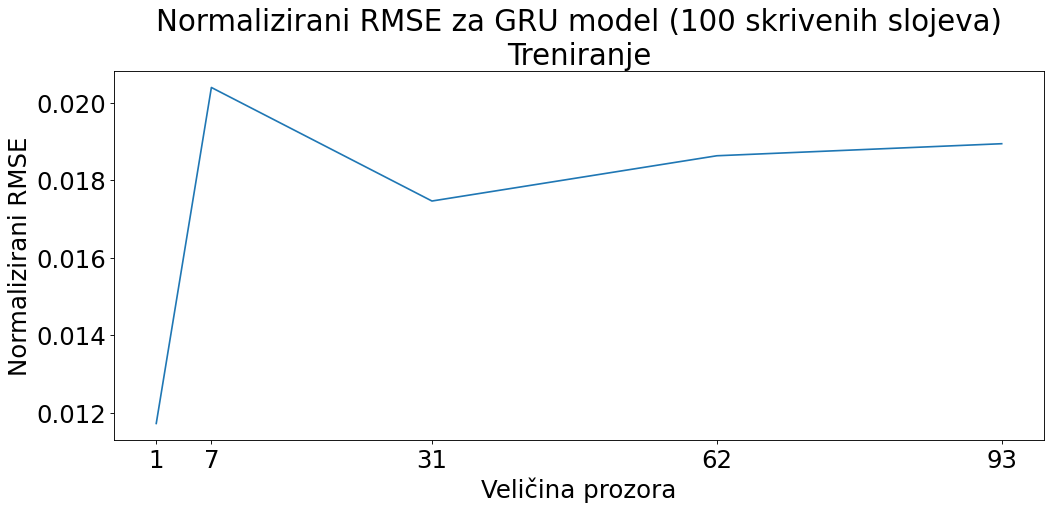 Normalizirani RMSE za GRU model (100 skrivenih slojeva)
Treniranje
Normalizirani RMSE
0.020
0.018
0.016
0.014
0.012
1 7 31 62 93
Veličina prozora